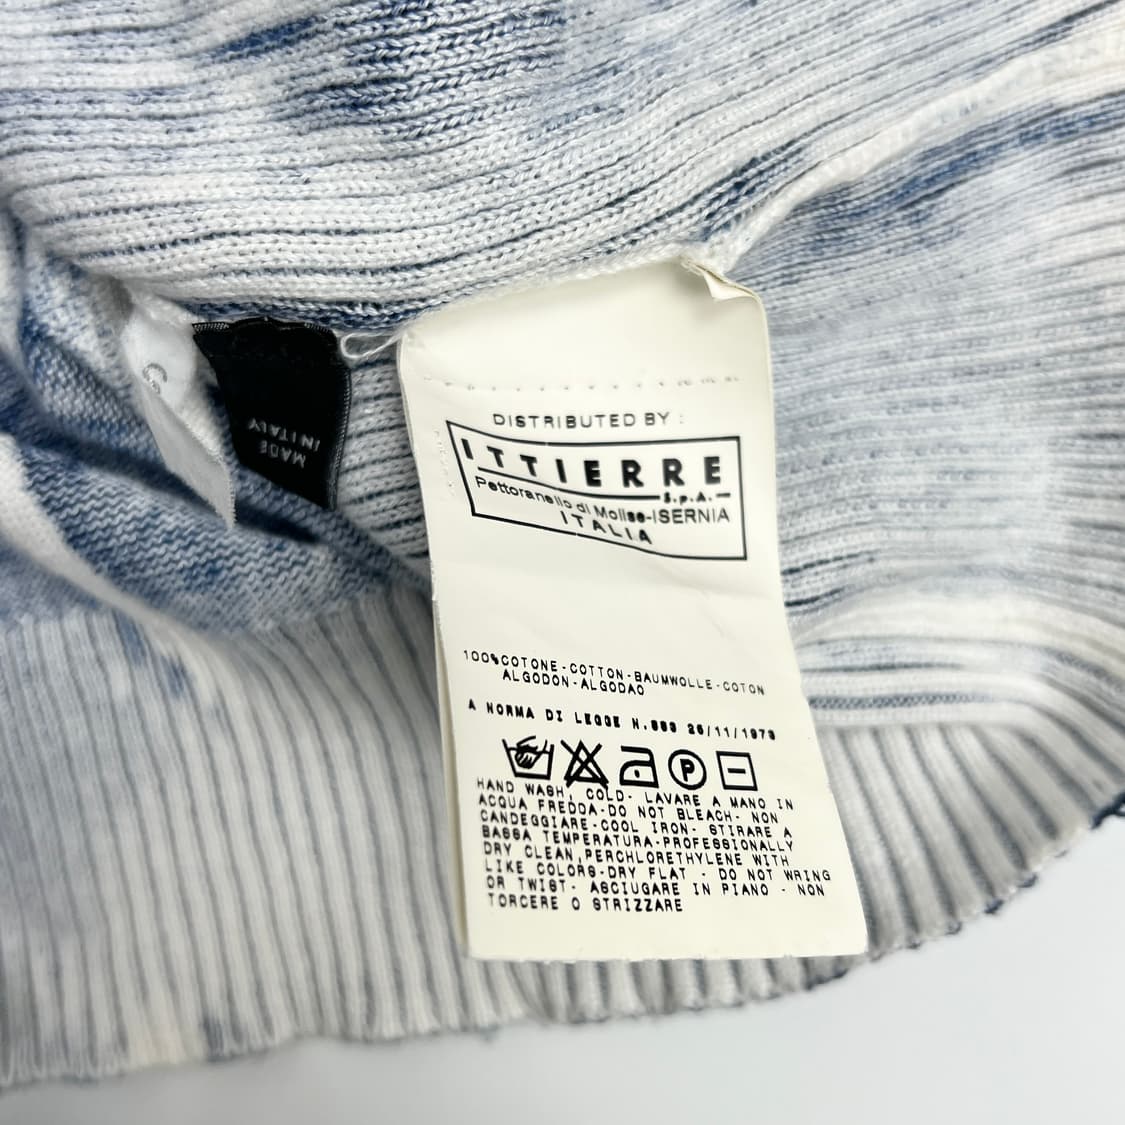 MADE
IN ITALY
DISTRIBUTED BY :
ITTIERRE
S.p.A.
Pettoranello di Molise-ISERNIA
ITALIA
100%COTONE-COTTON-BAUMWOLLE-COTON
ALGODON-ALGODAO
A NORMA DI LEGGE N.883 26/11/1973
P
HAND WASH, COLD- LAVARE A MANO IN
ACQUA FREDDA-DO NOT BLEACH- NON
CANDEGGIARE-COOL IRON- STIRARE A
BASSA TEMPERATURA-PROFESSIONALLY
DRY CLEAN,PERCHLORETHYLENE WITH
LIKE COLORS-DRY FLAT - DO NOT WRING
OR TWIST- ASCIUGARE IN PIANO - NON
TORCERE O STRIZZARE